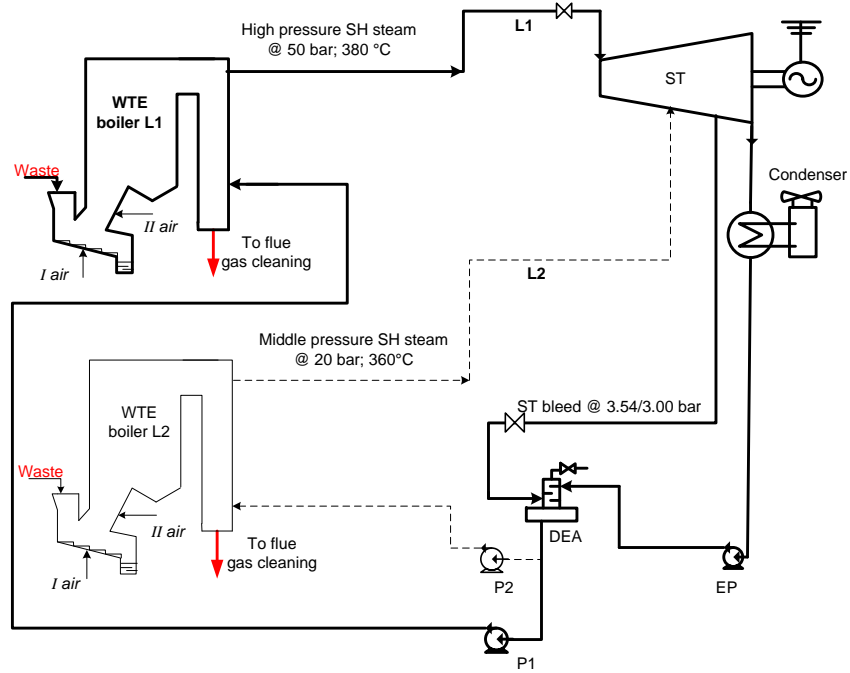 High pressure SH steam
@ 50 bar; 380 °C
L1
ST
WTE
boiler L1
Waste
II air
I air
To flue
gas cleaning
Condenser
L2
Middle pressure SH steam
@ 20 bar; 360°C
WTE
boiler L2
ST bleed @ 3.54/3.00 bar
Waste
II air
I air
To flue
gas cleaning
DEA
P2
EP
P1